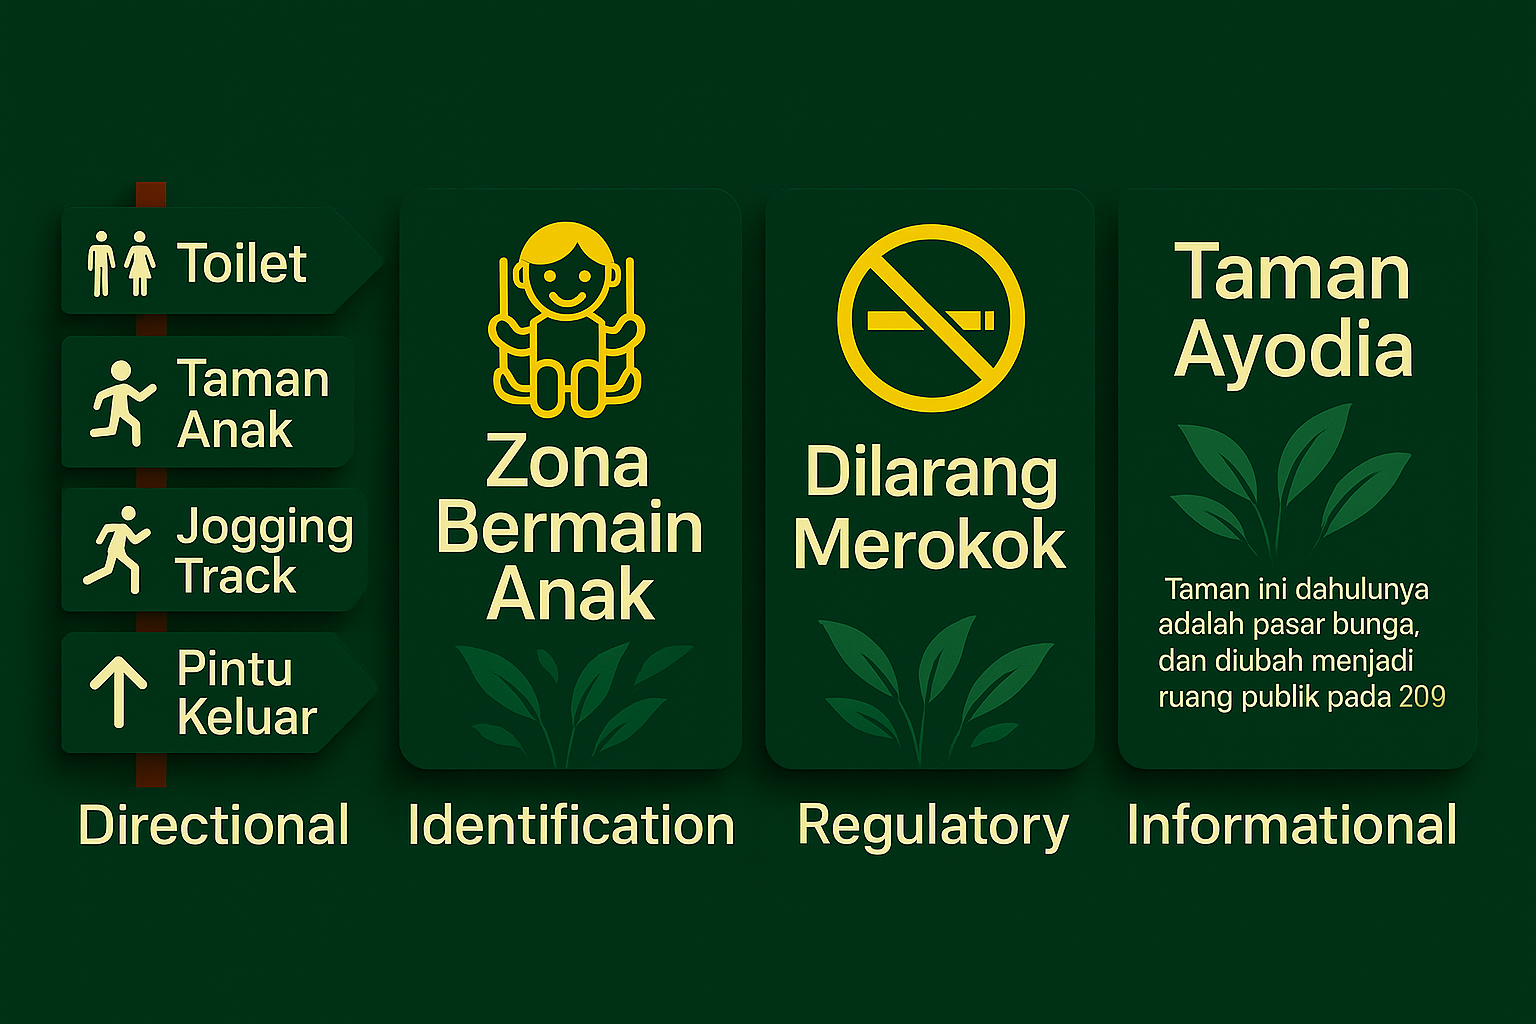 Toilet
Taman
Anak
Jogging
Track
Pintu
Keluar
Directional
Zona
Bermain
Anak
Identification
Dilarang
Merokok
Regulatory
Taman
Ayodia
Taman ini dahulunya
adalah pasar bunga,
dan diubah menjadi
ruang publik pada 209
Informational